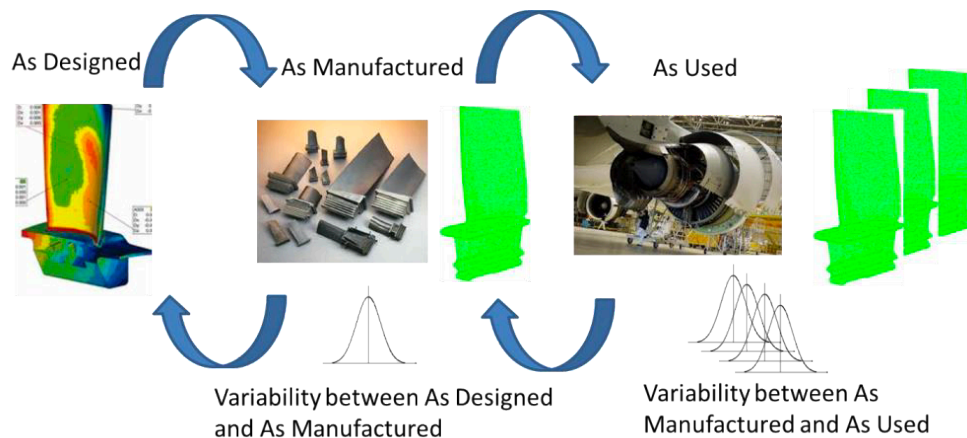 As Designed
As Manufactured
As Used
Variability between As Designed
and As Manufactured
Variability between As
Manufactured and As Used